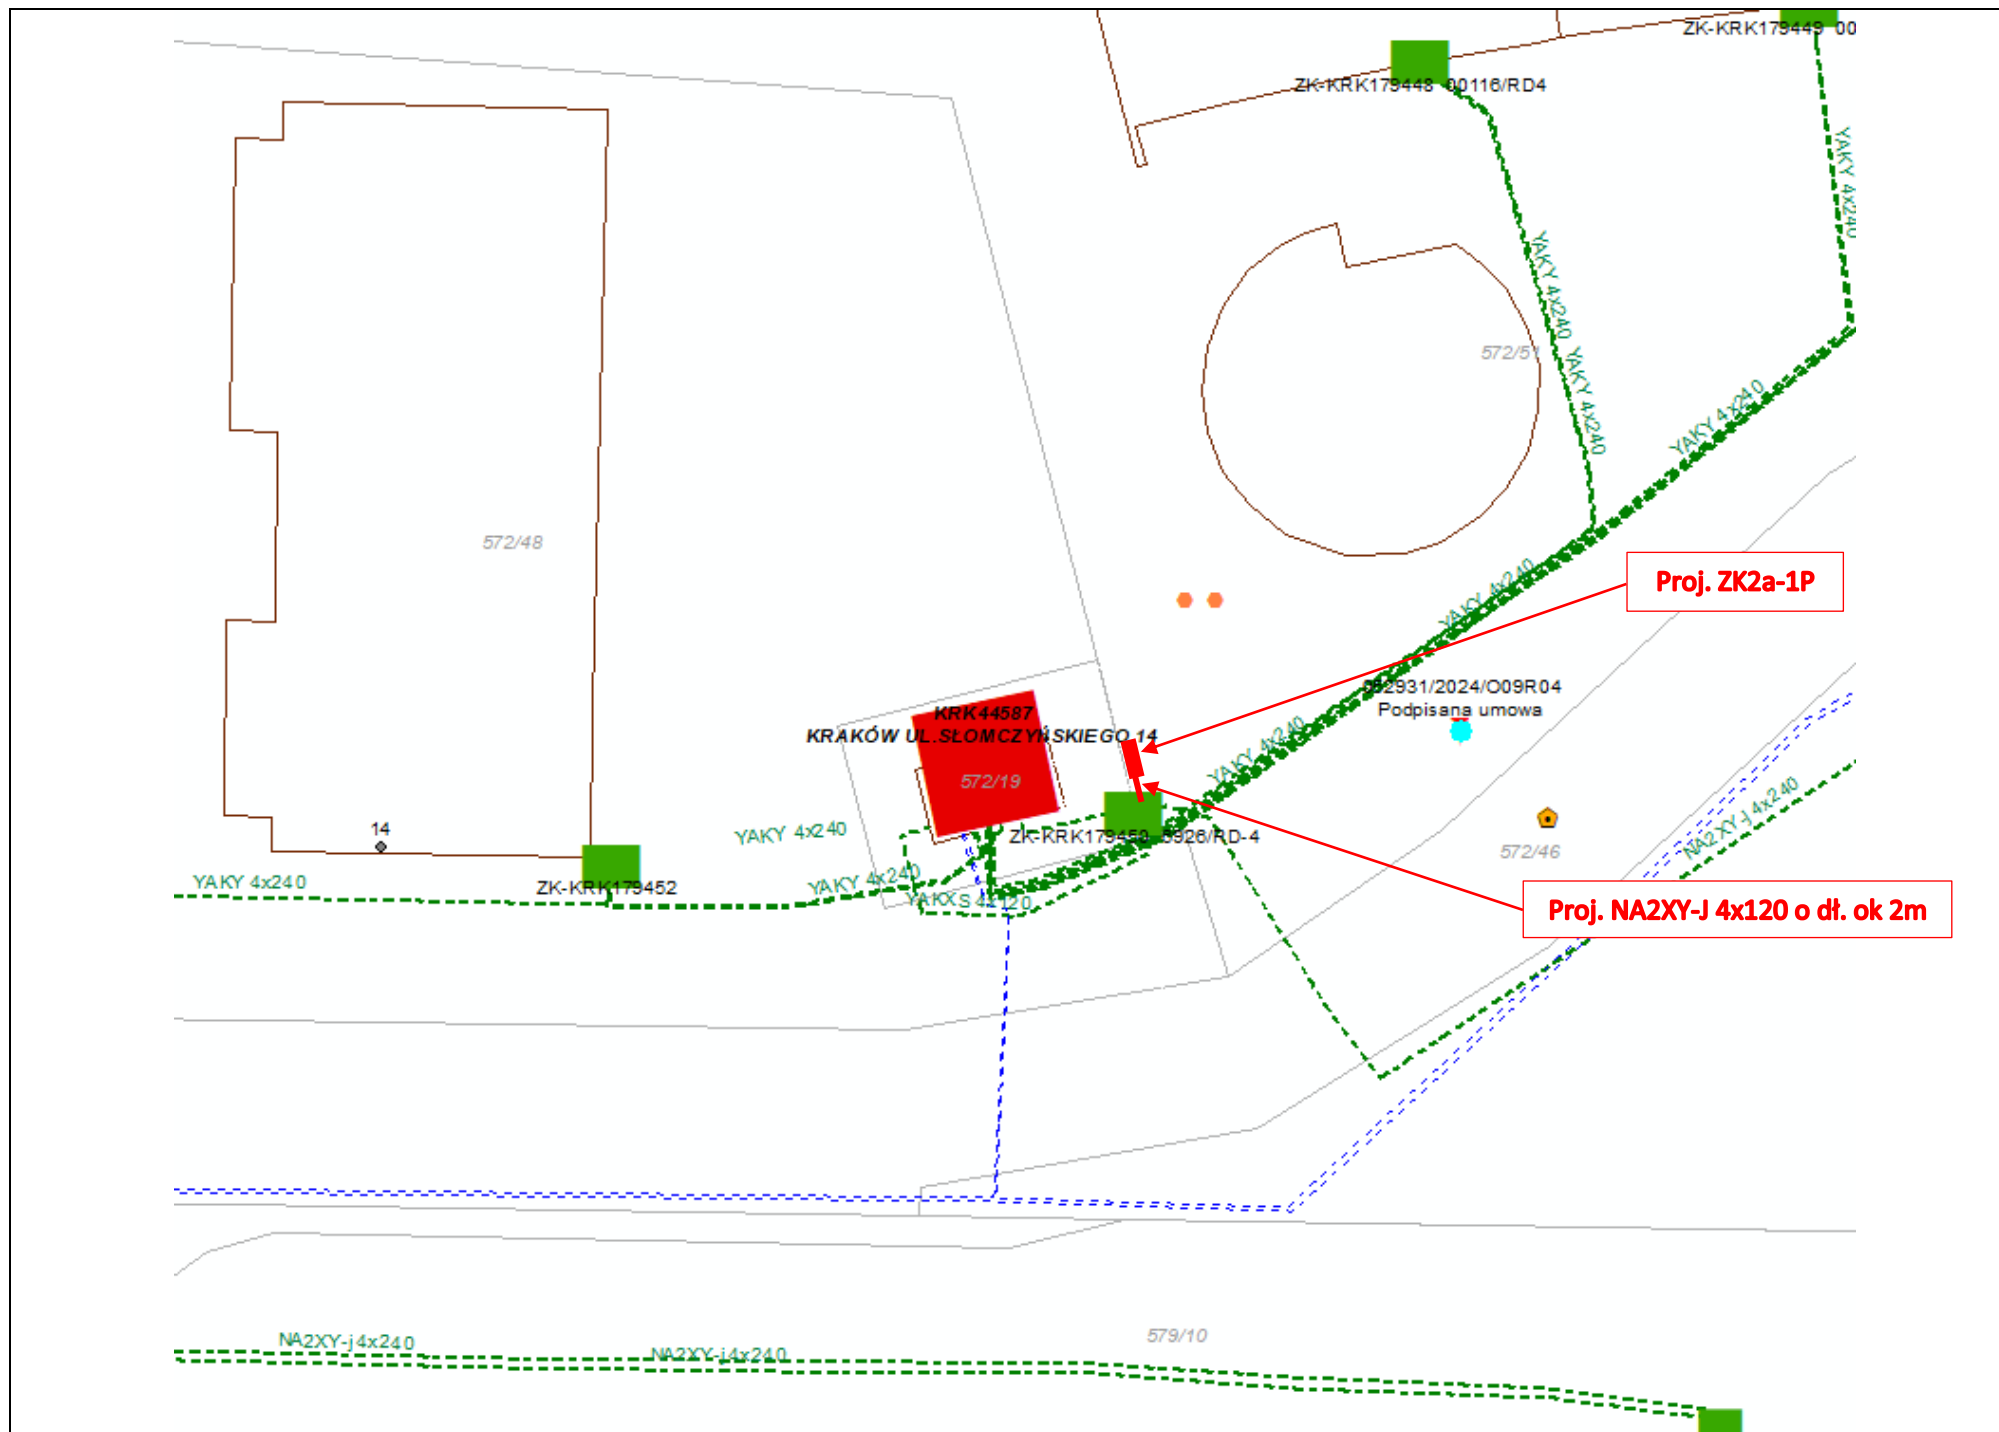 ZK-KRK179449 00
ZK-KRK179448 00116/RD4
YAKY 4x240
YAKY 4x240
YAKY 4x240
572/51
YAKY 4x240
572/48
YAKY 4x240
Proj. ZK2a-1P
2931/2024/O09R04
Podpisana umowa
KRK44587
KRAKÓW UL.SŁOMCZYŃSKIEGO 14
YAKY 4x240
572/19
14
YAKY 4x240
ZK-KRK179450 5926/RD-4
NA2XY-j 4x240
572/46
YAKY 4x240
ZK-KRK179452
YAKY 4x240
YAKXS 4x120
Proj. NA2XY-J 4x120 o dł. ok 2m
579/10
NA2XY-j4x240
NA2XY-j4x240